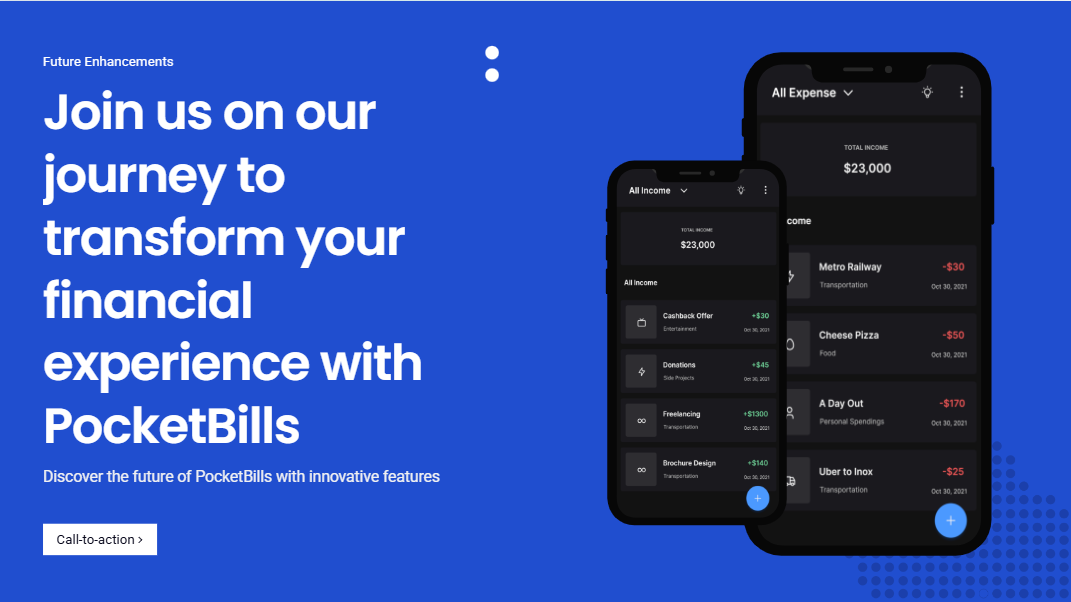 Future Enhancements
Join us on our
journey to
transform your
financial
experience with
PocketBills
Discover the future of PocketBills with innovative features
Call-to-action ›
All Income
TOTAL INCOME
$23,000
All Income
Cashback Offer +$30
Entertainment Oct 30, 2021
Donations +$45
Side Projects Oct 30, 2021
Freelancing +$1300
Transportation Oct 30, 2021
Brochure Design +$140
Transportation Oct 30, 2021
+
All Expense
TOTAL INCOME
$23,000
come
Metro Railway -$30
Transportation Oct 30, 2021
Cheese Pizza -$50
Food Oct 30, 2021
A Day Out -$170
Personal Spendings Oct 30, 2021
Uber to Inox -$25
Transportation Oct 30, 2021
+